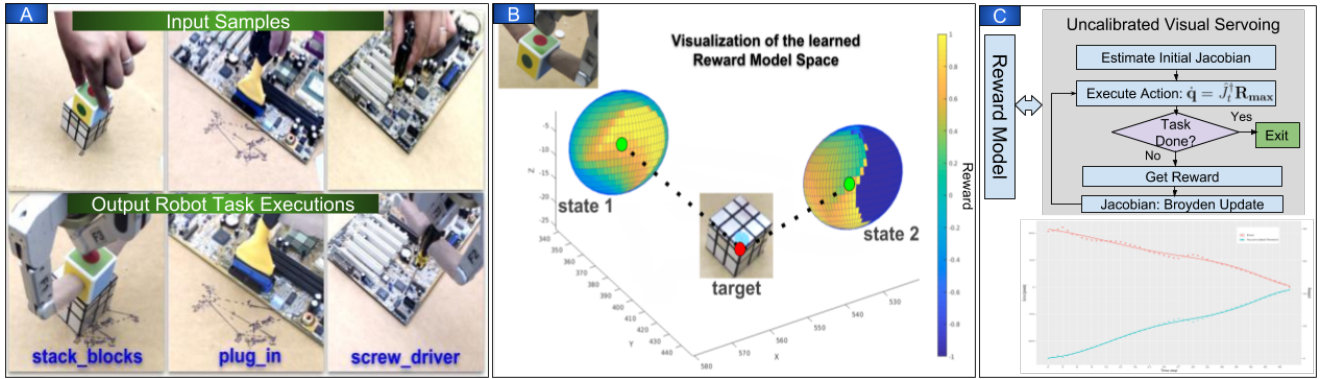 A
Input Samples
Output Robot Task Executions
stack_blocks
plug_in
screw_driver
B
Visualization of the learned
Reward Model Space
state 1
state 2
target
-5
-10
-15
-20
-25
Z
340
350
360
370
380
390
400
410
420
430
440
Y
580
570
560
550
540
530
X
1
0.8
0.6
0.4
0.2
0
-0.2
-0.4
-0.6
-0.8
-1
Reward
C
Reward Model
Uncalibrated Visual Servoing
Estimate Initial Jacobian
Execute Action: q̇ = Ĵₜ† R_max
Task
Done?
Yes
Exit
No
Get Reward
Jacobian: Broyden Update